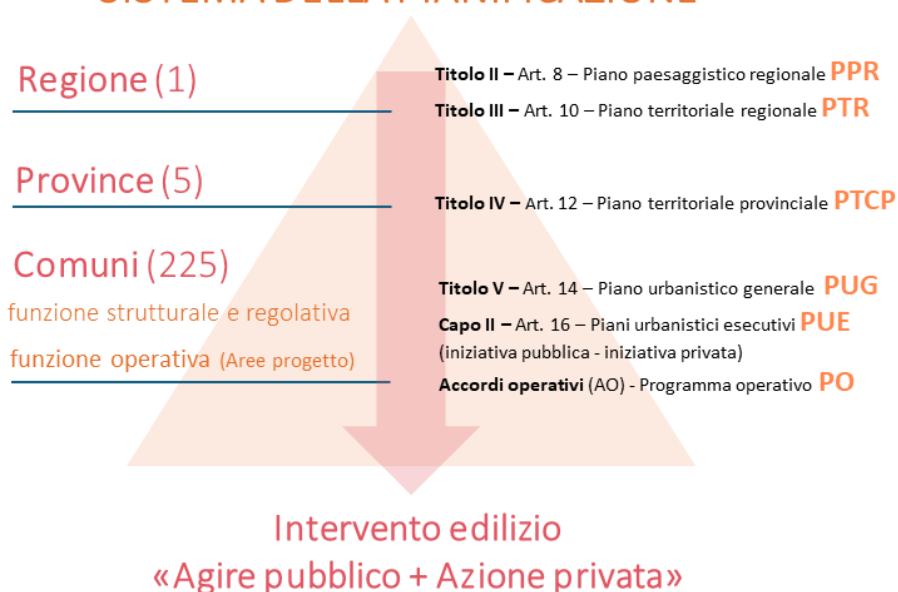 SISTEMA DELLA PIANIFICAZIONE
Regione (1)
Titolo II – Art. 8 – Piano paesaggistico regionale PPR
Titolo III – Art. 10 – Piano territoriale regionale PTR
Province (5)
Titolo IV – Art. 12 – Piano territoriale provinciale PTCP
Comuni (225)
funzione strutturale e regolativa
funzione operativa (Aree progetto)
Titolo V – Art. 14 – Piano urbanistico generale PUG
Capo II – Art. 16 – Piani urbanistici esecutivi PUE
(iniziativa pubblica - iniziativa privata)
Accordi operativi (AO) - Programma operativo PO
Intervento edilizio
«Agire pubblico + Azione privata»